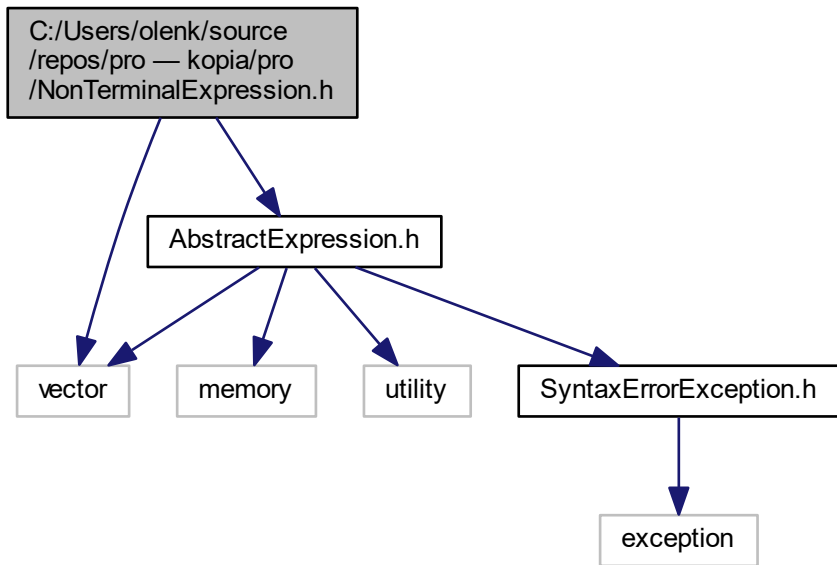 C:/Users/olenk/source
/repos/pro — kopia/pro
/NonTerminalExpression.h
AbstractExpression.h
vector
memory
utility
SyntaxErrorException.h
exception